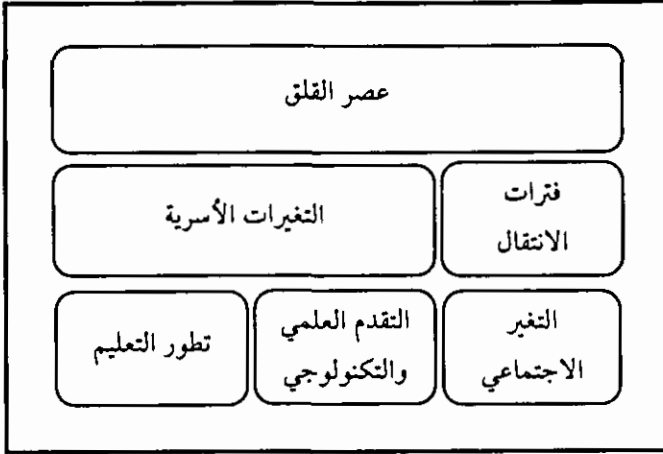 عصر القلق
فترات
الانتقال
التغيرات الأسرية
التغير
الاجتماعي
التقدم العلمي
والتكنولوجي
تطور التعليم